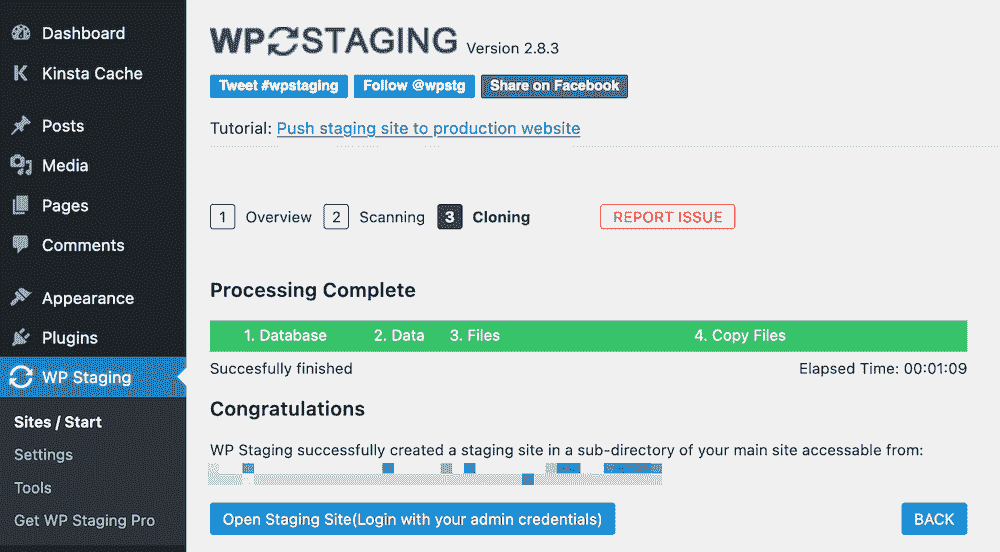 Dashboard
Kinsta Cache
Posts
Media
Pages
Comments
Appearance
Plugins
WP Staging
Sites / Start
Settings
Tools
Get WP Staging Pro
WP STAGING Version 2.8.3
Tweet #wpstaging Follow @wpstg Share on Facebook
Tutorial: Push staging site to production website
1 Overview 2 Scanning 3 Cloning REPORT ISSUE
Processing Complete
1. Database 2. Data 3. Files 4. Copy Files
Succesfully finished Elapsed Time: 00:01:09
Congratulations
WP Staging successfully created a staging site in a sub-directory of your main site accessable from:
Open Staging Site(Login with your admin credentials) BACK